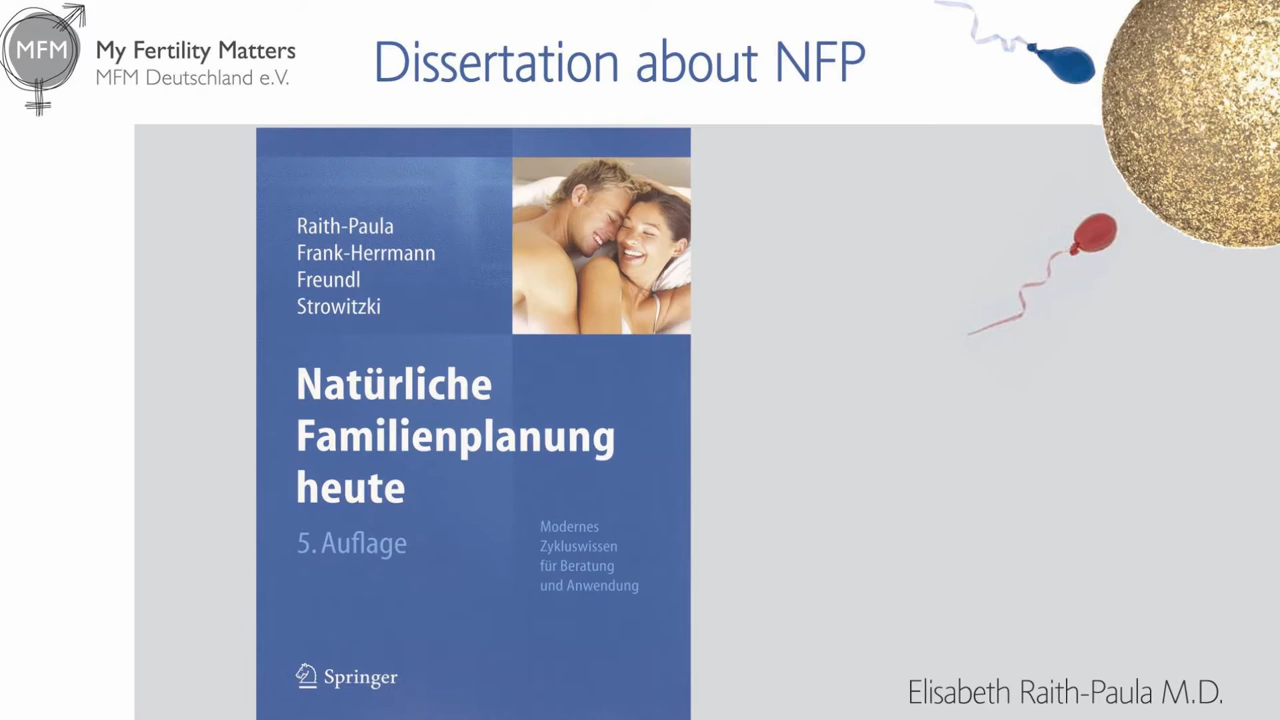 MFM
My Fertility Matters
MFM Deutschland e.V.
Dissertation about NFP
Raith-Paula
Frank-Herrmann
Freundl
Strowitzki
Natürliche
Familienplanung
heute
5. Auflage
Modernes
Zykluswissen
für Beratung
und Anwendung
Springer
Elisabeth Raith-Paula M.D.